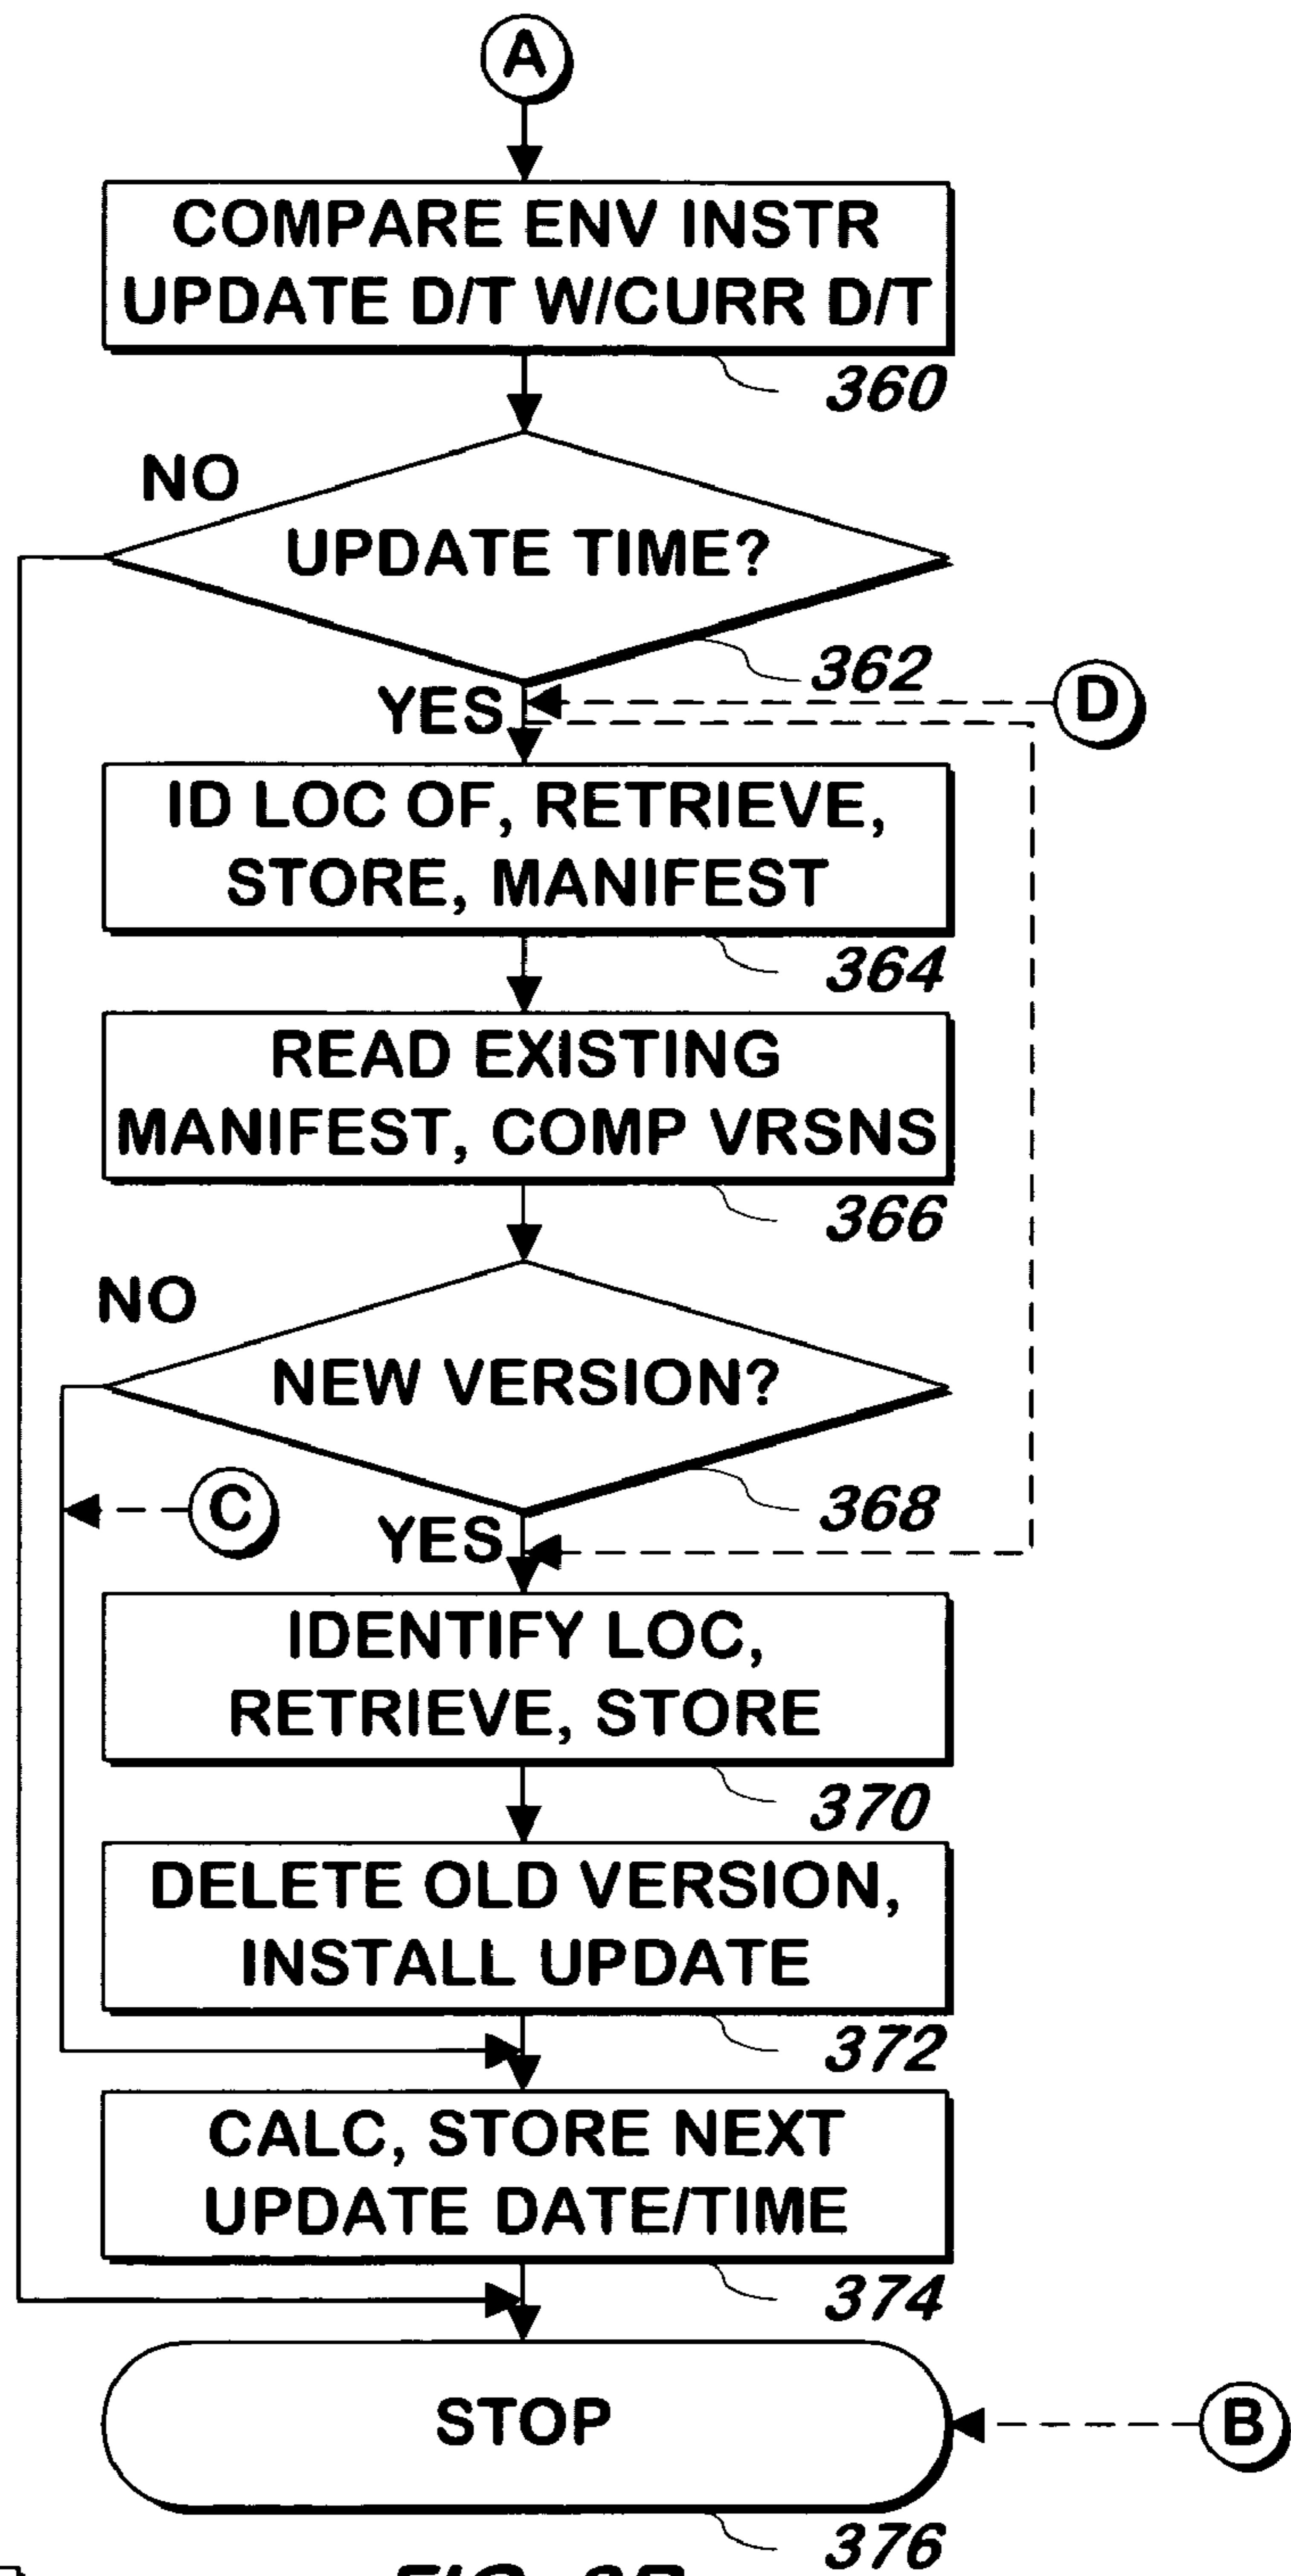 A
COMPARE ENV INSTR
UPDATE D/T W/CURR D/T
360
NO
UPDATE TIME?
362
D
YES
ID LOC OF, RETRIEVE,
STORE, MANIFEST
364
READ EXISTING
MANIFEST, COMP VRSNS
366
NO
NEW VERSION?
368
C
YES
IDENTIFY LOC,
RETRIEVE, STORE
370
DELETE OLD VERSION,
INSTALL UPDATE
372
CALC, STORE NEXT
UPDATE DATE/TIME
374
STOP
B
376
FIG.